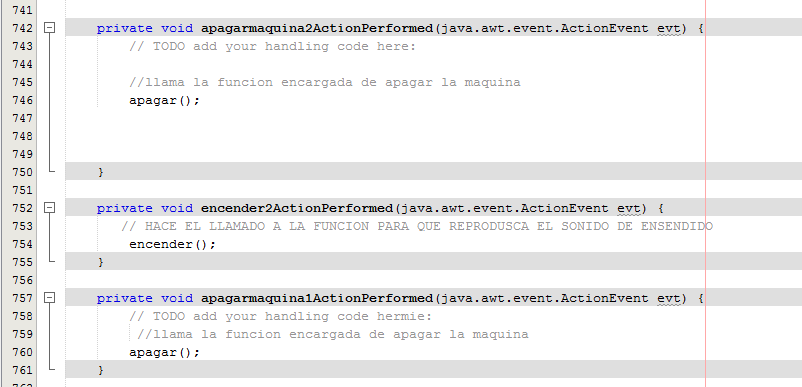 741
742 private void apagarmaquina2ActionPerformed(java.awt.event.ActionEvent evt) {
743 // TODO add your handling code here:
744
745 //llama la funcion encargada de apagar la maquina
746 apagar();
747
748
749
750 }
751
752 private void encender2ActionPerformed(java.awt.event.ActionEvent evt) {
753 // HACE EL LLAMADO A LA FUNCION PARA QUE REPRODUSCA EL SONIDO DE ENSENDIDO
754 encender();
755 }
756
757 private void apagarmaquina1ActionPerformed(java.awt.event.ActionEvent evt) {
758 // TODO add your handling code hermie:
759 //llama la funcion encargada de apagar la maquina
760 apagar();
761 }